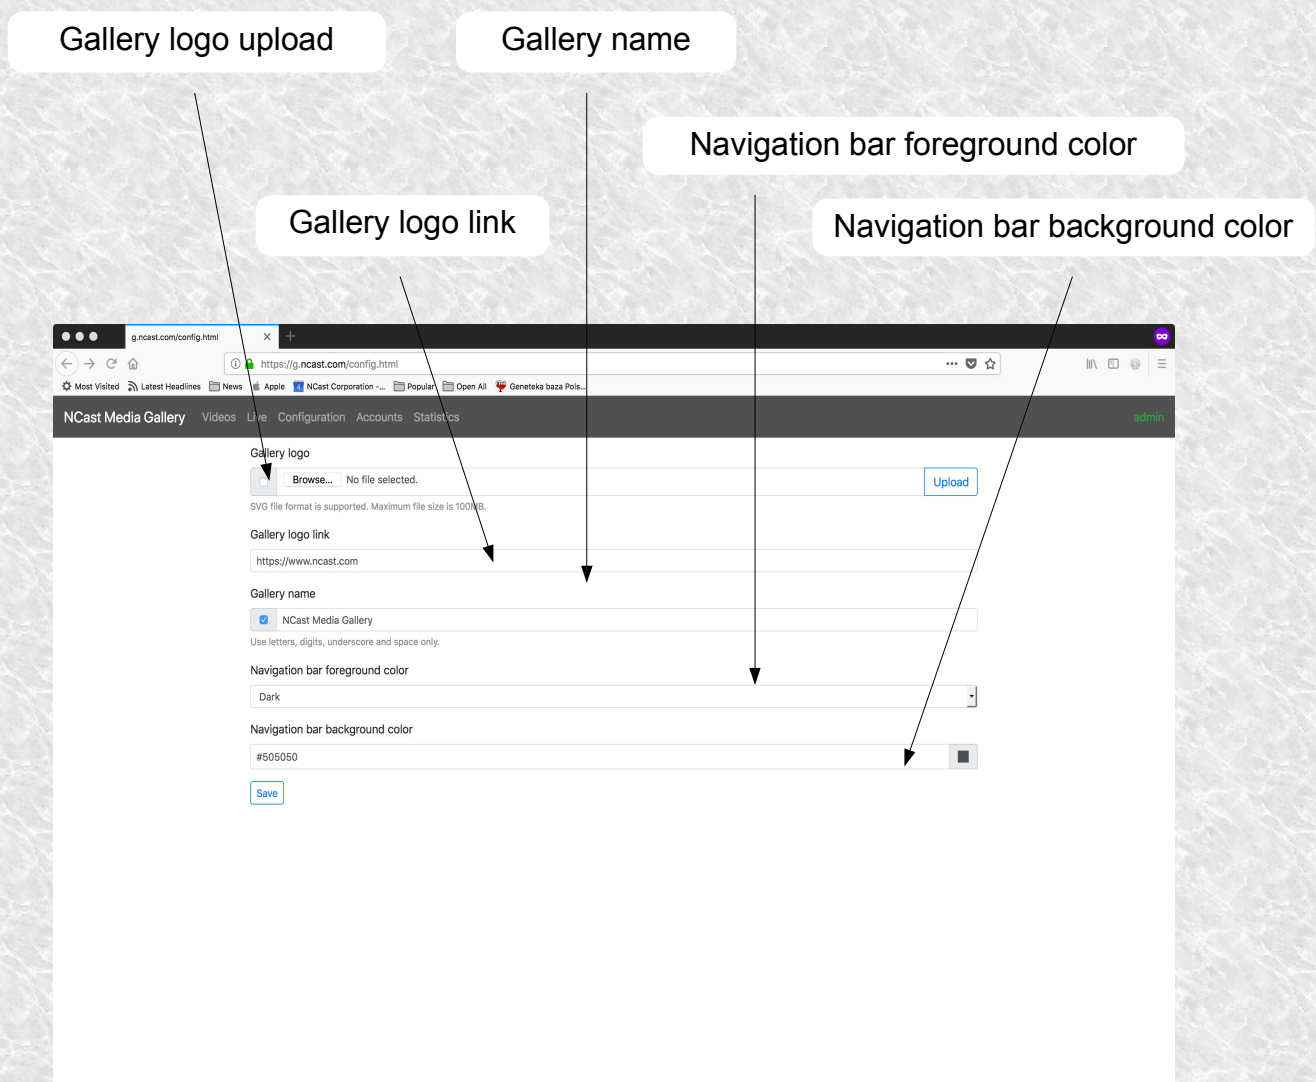 Gallery logo upload
Gallery name
Navigation bar foreground color
Gallery logo link
Navigation bar background color
g.ncast.com/config.html
https://g.ncast.com/config.html
Most Visited Latest Headlines News Apple NCast Corporation -... Popular Open All Geneteka baza Pols...
NCast Media Gallery Videos Live Configuration Accounts Statistics admin
Gallery logo
Browse... No file selected. Upload
SVG file format is supported. Maximum file size is 100MB.
Gallery logo link
https://www.ncast.com
Gallery name
NCast Media Gallery
Use letters, digits, underscore and space only.
Navigation bar foreground color
Dark
Navigation bar background color
#505050
Save